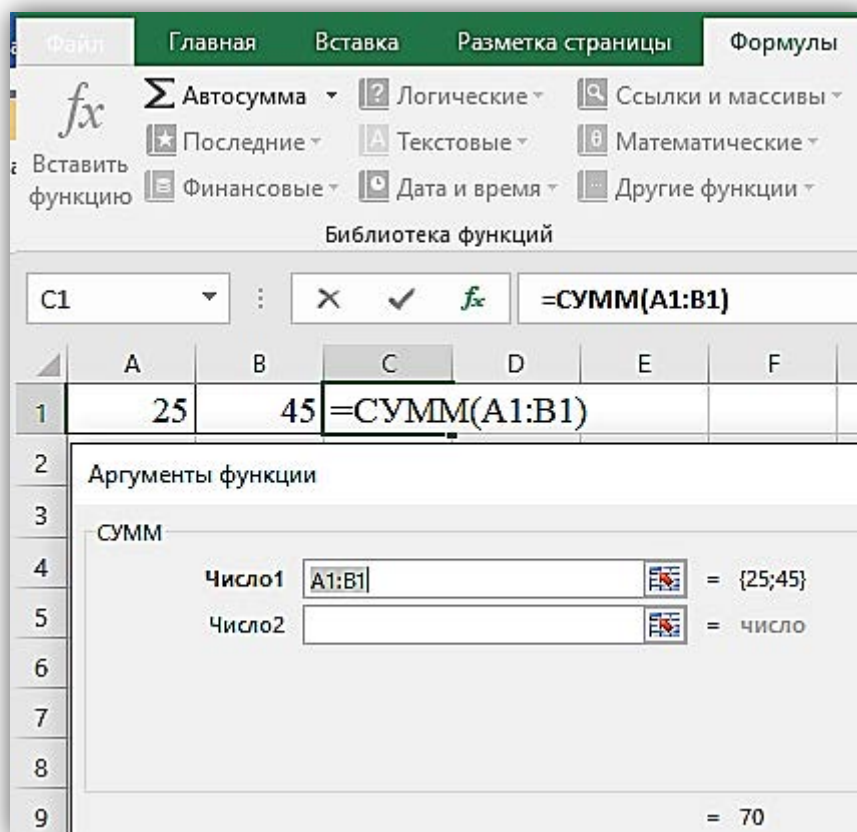 Файл Главная Вставка Разметка страницы Формулы
fx Σ Автосумма Логические Ссылки и массивы
Последние Текстовые Математические
Вставить функцию Финансовые Дата и время Другие функции
Библиотека функций
C1 fx =СУММ(A1:B1)
A B C D E F
1 25 45 =СУММ(A1:B1)
2 Аргументы функции
3 СУММ
4 Число1 A1:B1 = {25;45}
5 Число2 = число
6
7
8
9 = 70